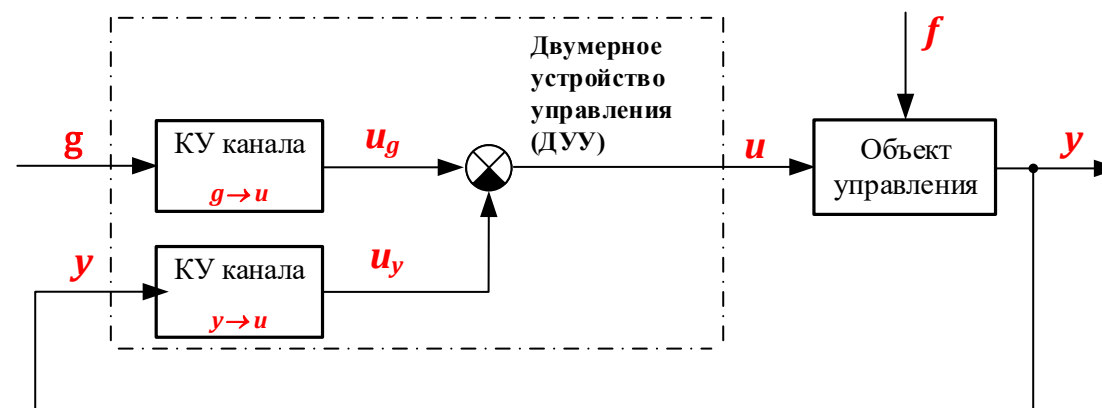 f
Двумерное
устройство
управления
(ДУУ)
g
КУ канала
g→u
u_g
u
Объект
управления
y
y
КУ канала
y→u
u_y